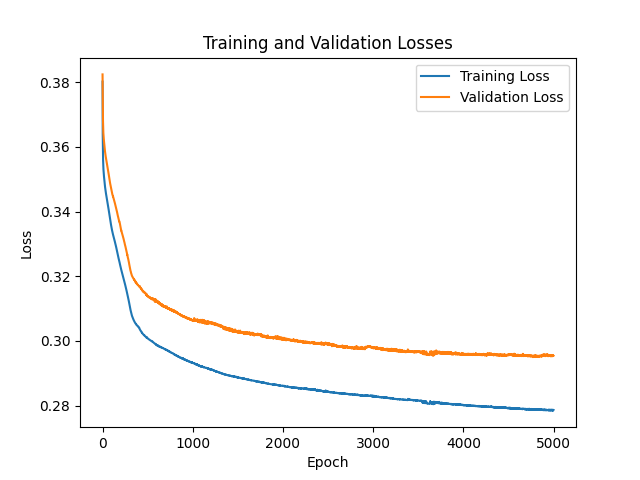 Training and Validation Losses
Training Loss
Validation Loss
0.38
0.36
0.34
0.32
0.30
0.28
Loss
0
1000
2000
3000
4000
5000
Epoch